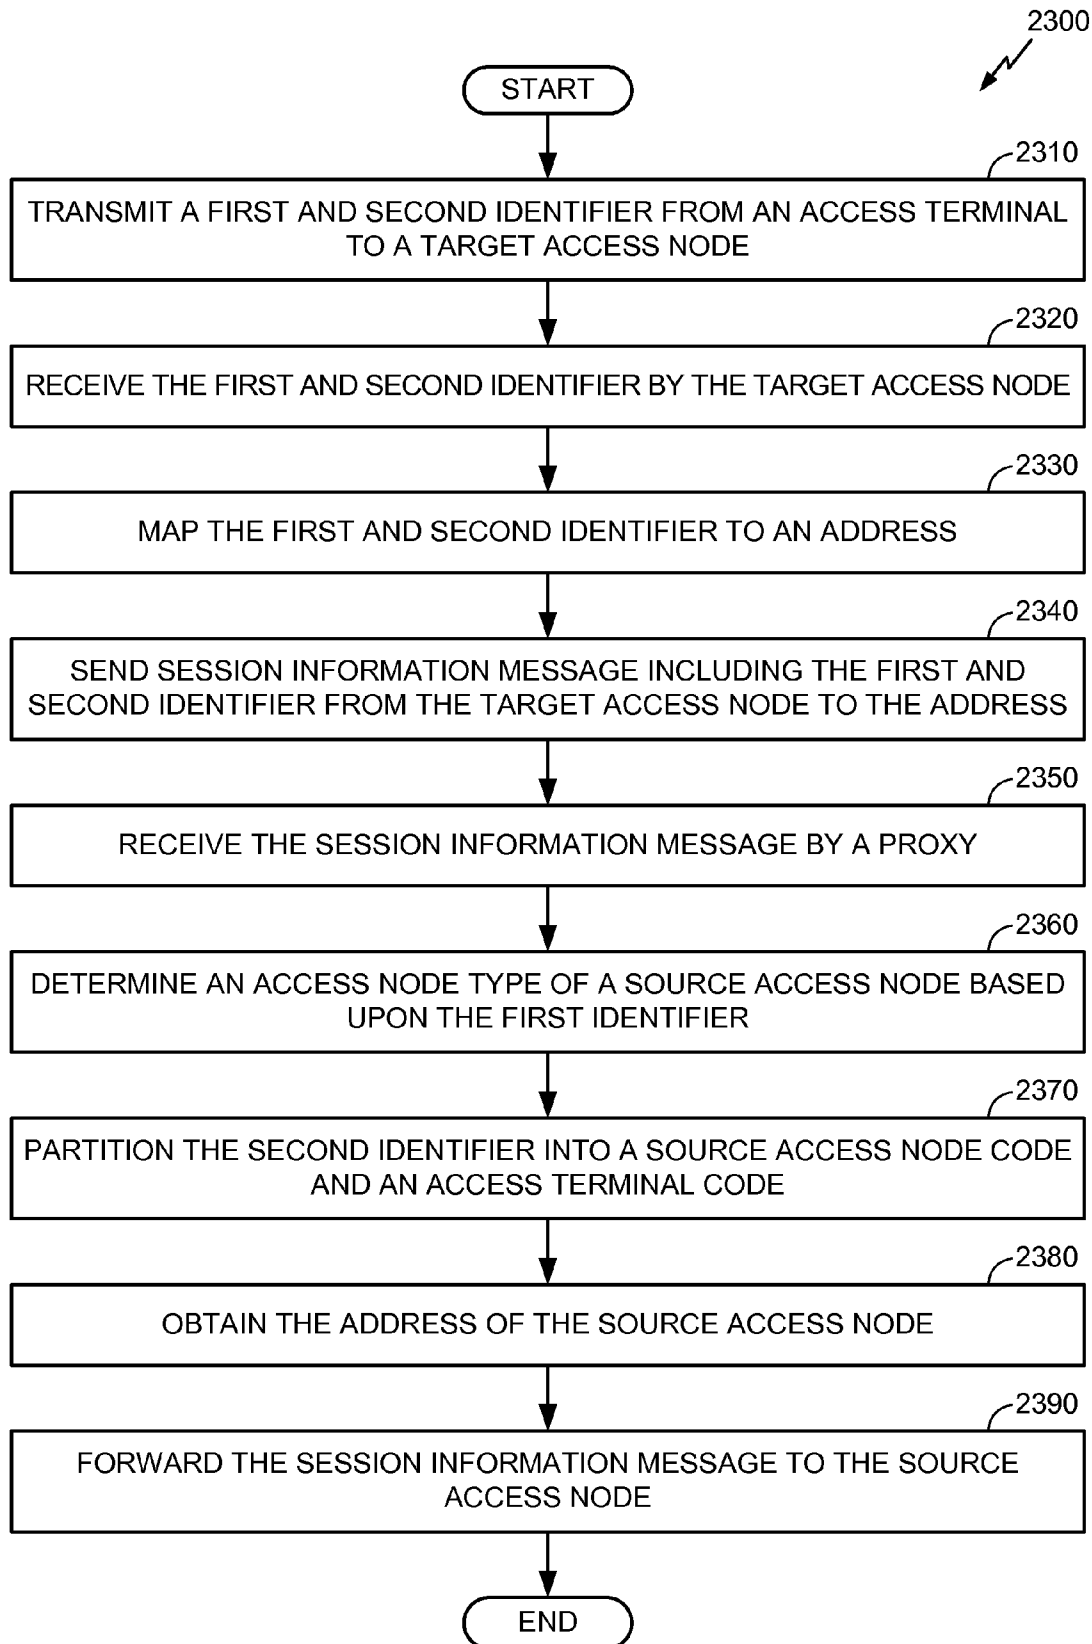 2300
START
2310
TRANSMIT A FIRST AND SECOND IDENTIFIER FROM AN ACCESS TERMINAL
TO A TARGET ACCESS NODE
2320
RECEIVE THE FIRST AND SECOND IDENTIFIER BY THE TARGET ACCESS NODE
2330
MAP THE FIRST AND SECOND IDENTIFIER TO AN ADDRESS
2340
SEND SESSION INFORMATION MESSAGE INCLUDING THE FIRST AND
SECOND IDENTIFIER FROM THE TARGET ACCESS NODE TO THE ADDRESS
2350
RECEIVE THE SESSION INFORMATION MESSAGE BY A PROXY
2360
DETERMINE AN ACCESS NODE TYPE OF A SOURCE ACCESS NODE BASED
UPON THE FIRST IDENTIFIER
2370
PARTITION THE SECOND IDENTIFIER INTO A SOURCE ACCESS NODE CODE
AND AN ACCESS TERMINAL CODE
2380
OBTAIN THE ADDRESS OF THE SOURCE ACCESS NODE
2390
FORWARD THE SESSION INFORMATION MESSAGE TO THE SOURCE
ACCESS NODE
END